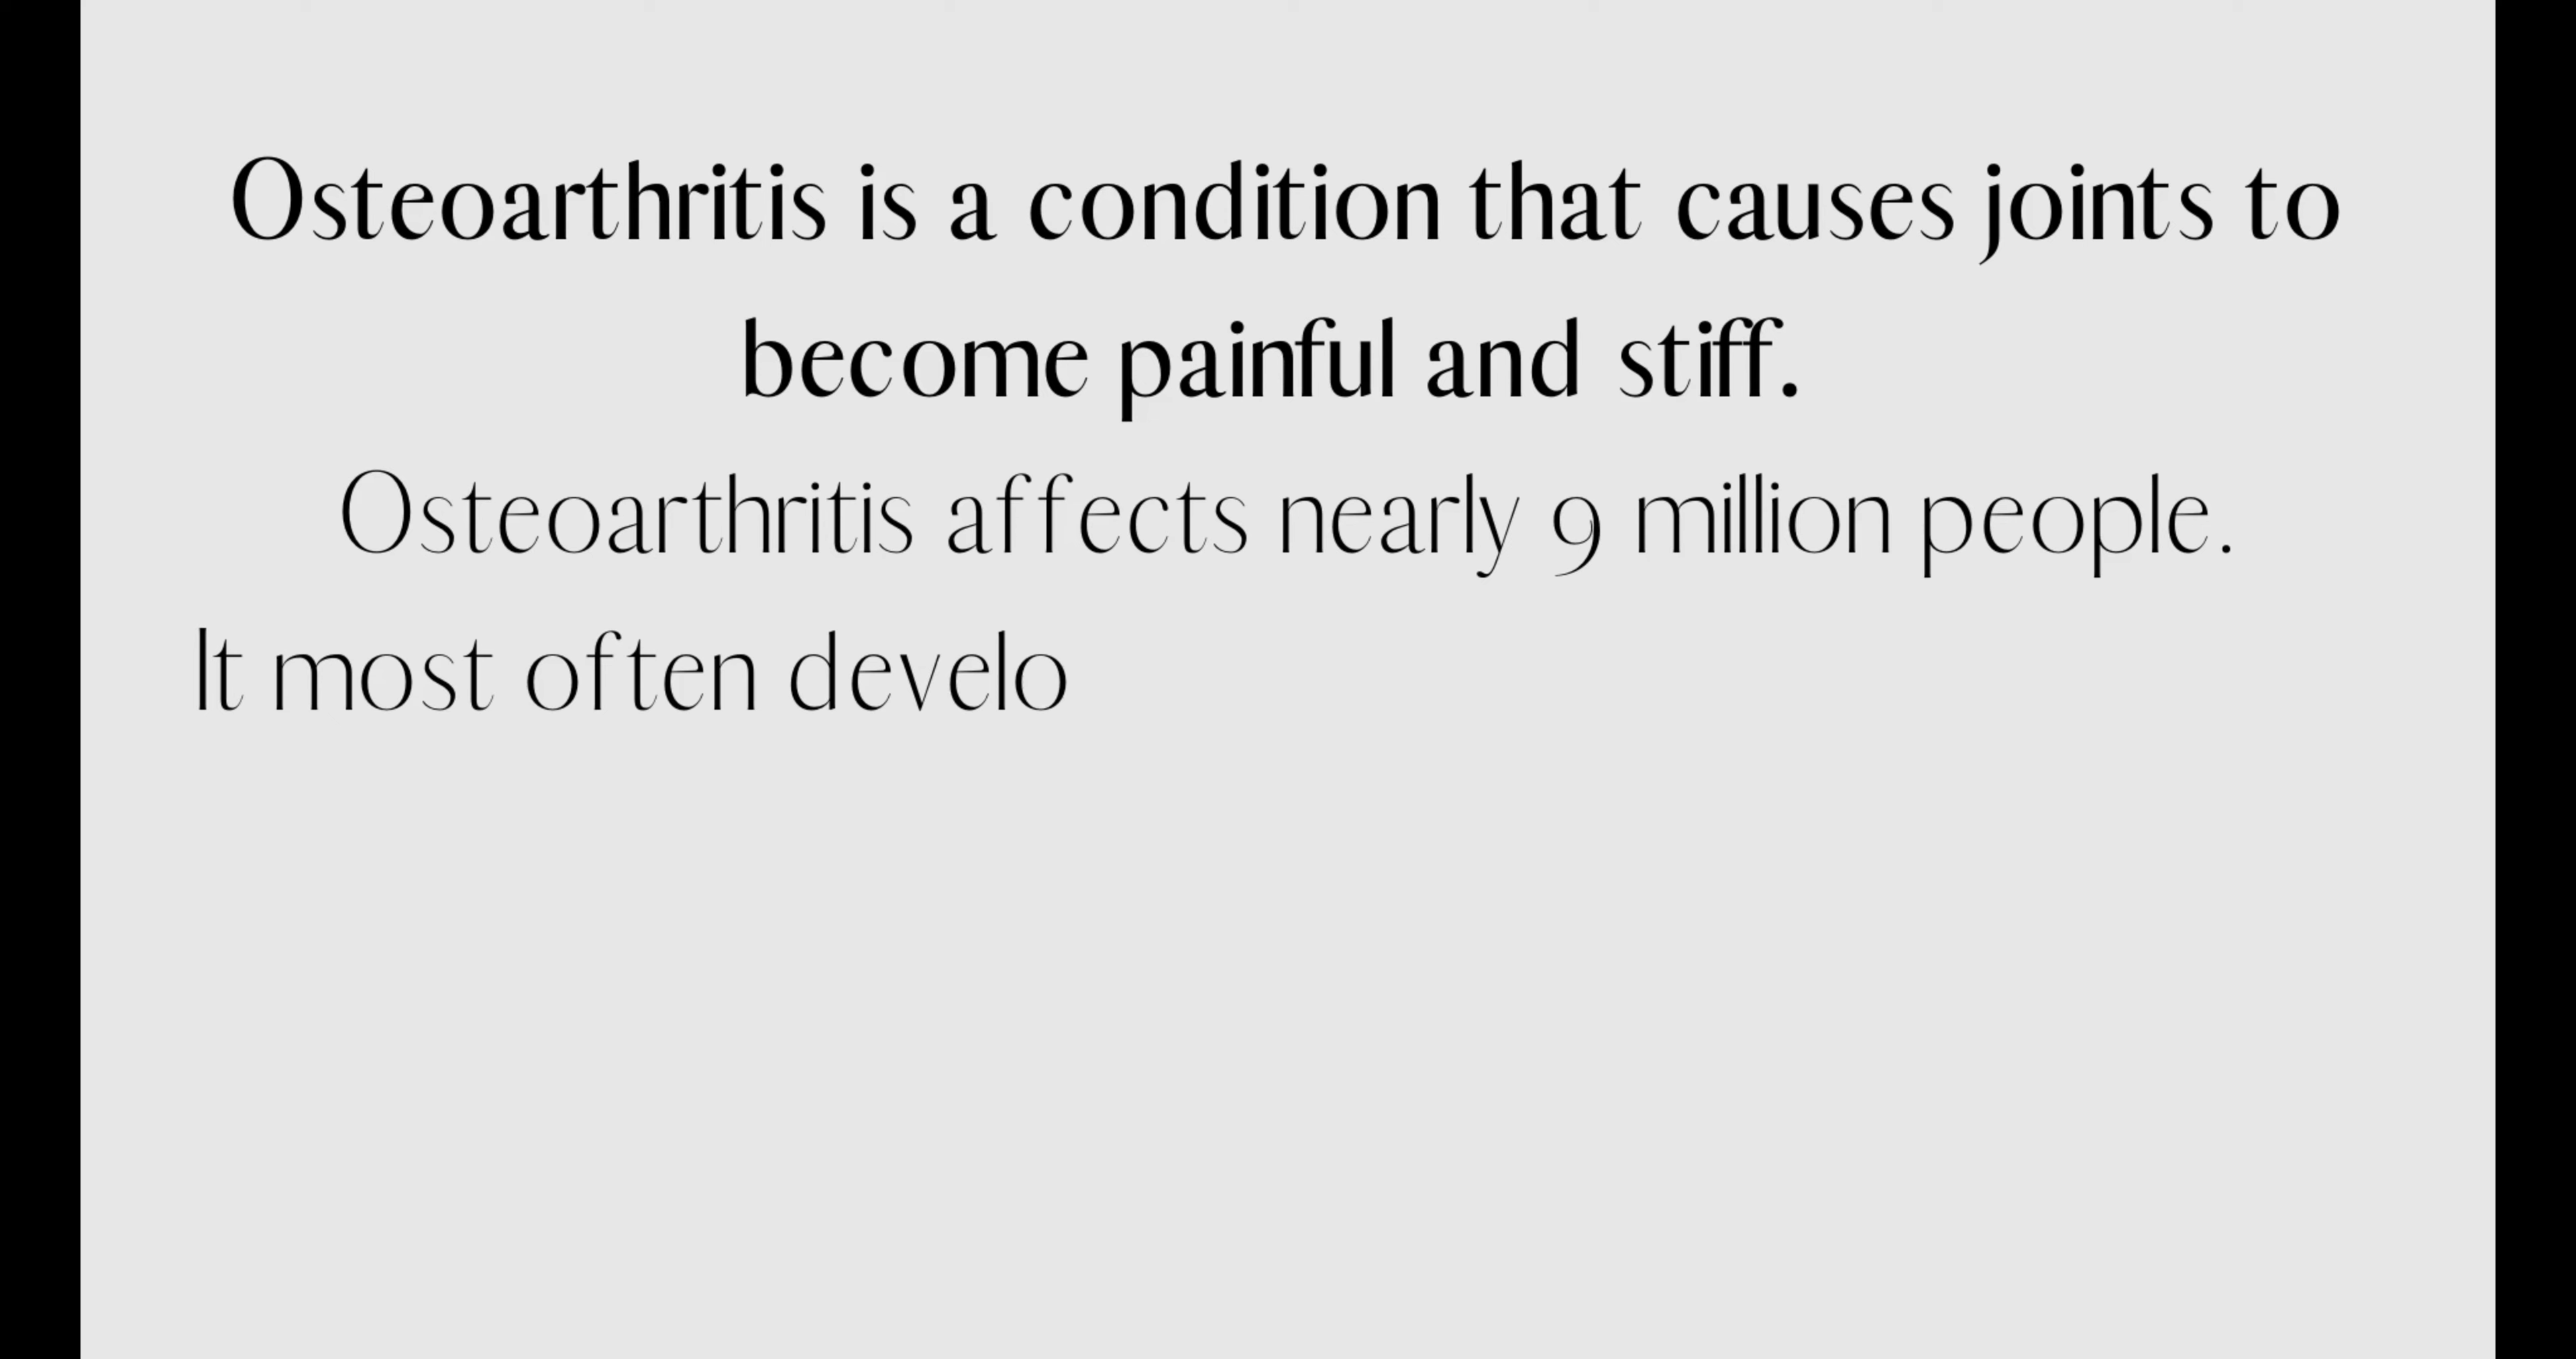 Osteoarthritis is a condition that causes joints to
become painful and stiff.
Osteoarthritis affects nearly 9 million people.
It most often develo